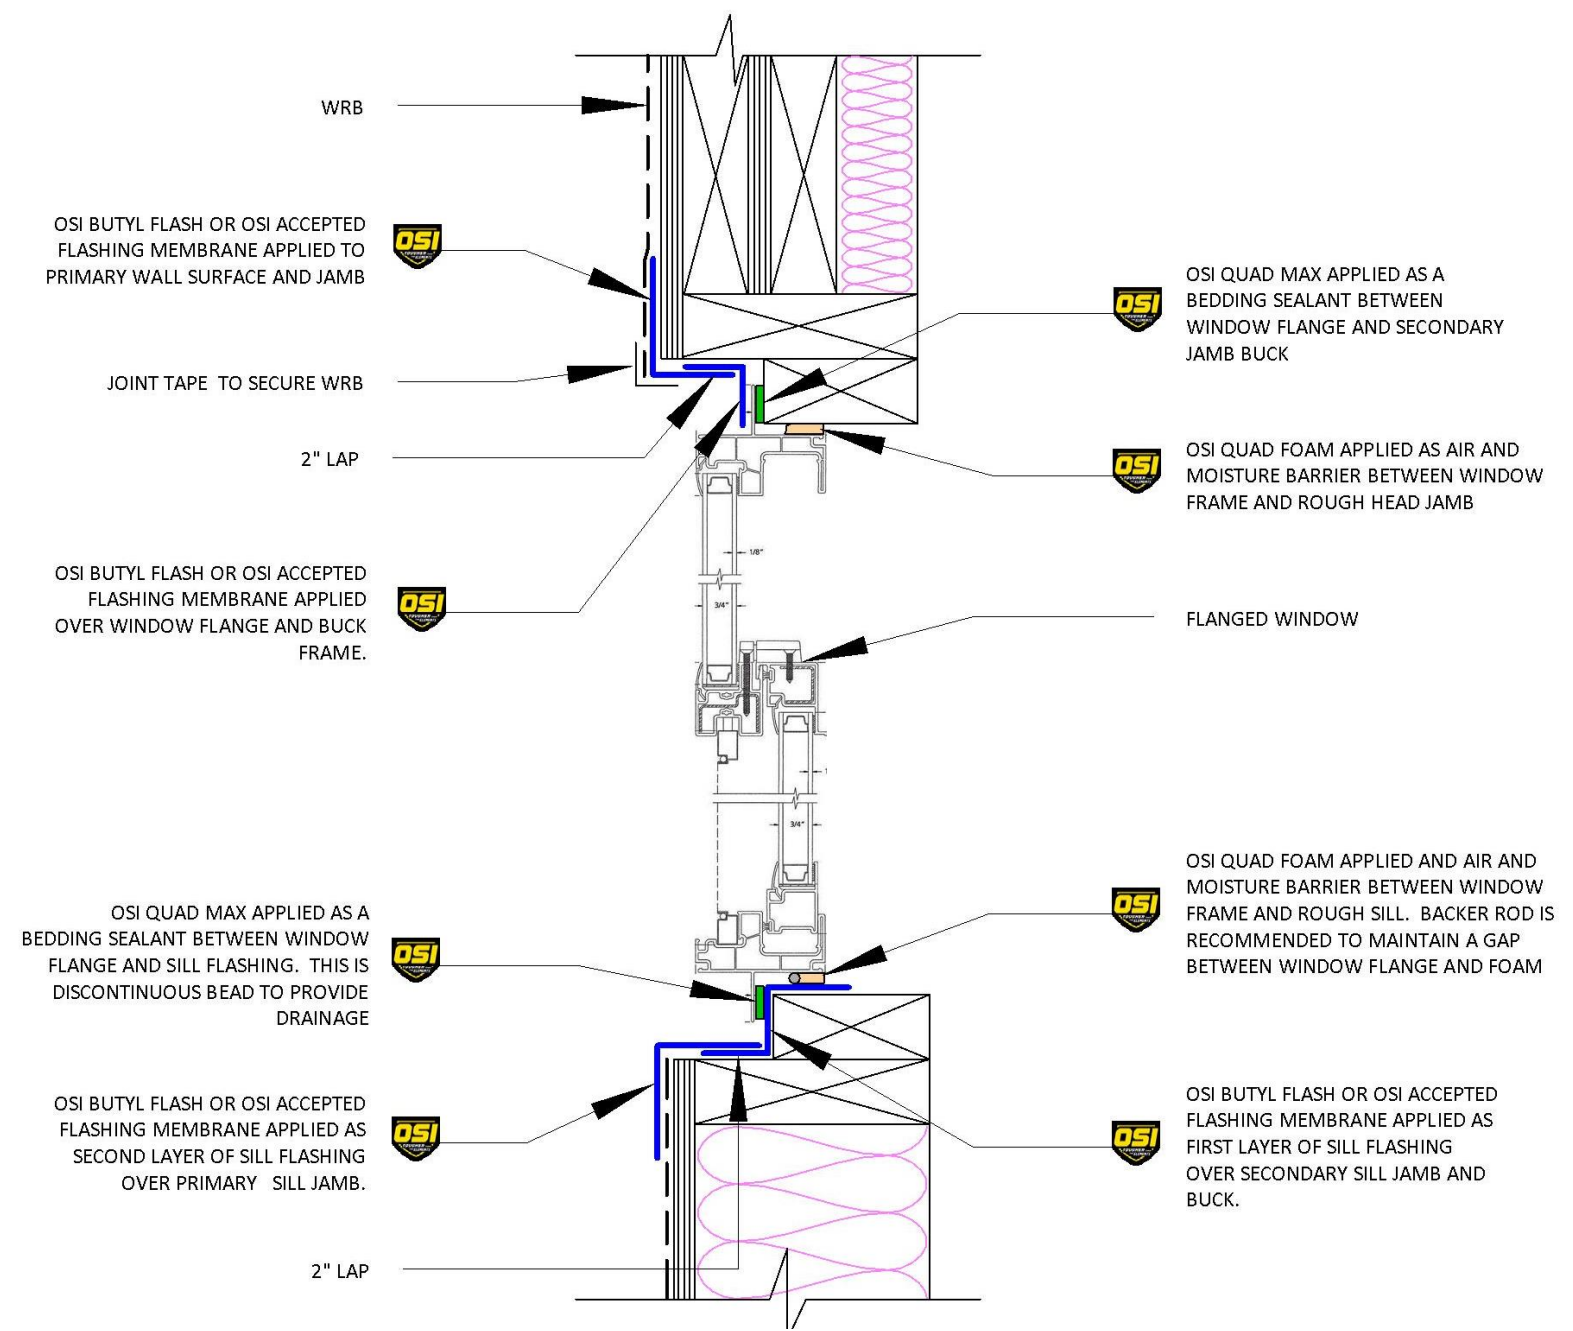 WRB
OSI BUTYL FLASH OR OSI ACCEPTED
FLASHING MEMBRANE APPLIED TO
PRIMARY WALL SURFACE AND JAMB
OSI
JOINT TAPE TO SECURE WRB
2" LAP
OSI BUTYL FLASH OR OSI ACCEPTED
FLASHING MEMBRANE APPLIED
OVER WINDOW FLANGE AND BUCK
FRAME.
OSI
OSI QUAD MAX APPLIED AS A
BEDDING SEALANT BETWEEN WINDOW
FLANGE AND SILL FLASHING. THIS IS
DISCONTINUOUS BEAD TO PROVIDE
DRAINAGE
OSI
OSI BUTYL FLASH OR OSI ACCEPTED
FLASHING MEMBRANE APPLIED AS
SECOND LAYER OF SILL FLASHING
OVER PRIMARY SILL JAMB.
OSI
2" LAP
1/8"
3/4"
3/4"
OSI
OSI QUAD MAX APPLIED AS A
BEDDING SEALANT BETWEEN
WINDOW FLANGE AND SECONDARY
JAMB BUCK
OSI
OSI QUAD FOAM APPLIED AS AIR AND
MOISTURE BARRIER BETWEEN WINDOW
FRAME AND ROUGH HEAD JAMB
FLANGED WINDOW
OSI
OSI QUAD FOAM APPLIED AND AIR AND
MOISTURE BARRIER BETWEEN WINDOW
FRAME AND ROUGH SILL. BACKER ROD IS
RECOMMENDED TO MAINTAIN A GAP
BETWEEN WINDOW FLANGE AND FOAM
OSI
OSI BUTYL FLASH OR OSI ACCEPTED
FLASHING MEMBRANE APPLIED AS
FIRST LAYER OF SILL FLASHING
OVER SECONDARY SILL JAMB AND
BUCK.